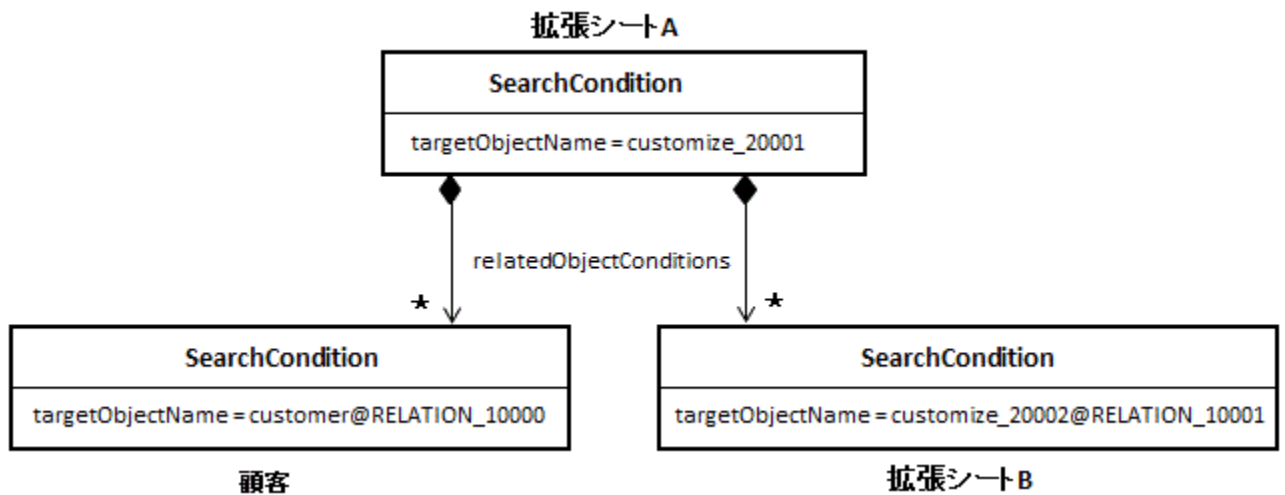 拡張シートA
SearchCondition
targetObjectName = customize_20001
relatedObjectConditions
* *
SearchCondition SearchCondition
targetObjectName = customer@RELATION_10000 targetObjectName = customize_20002@RELATION_10001
顧客 拡張シートB